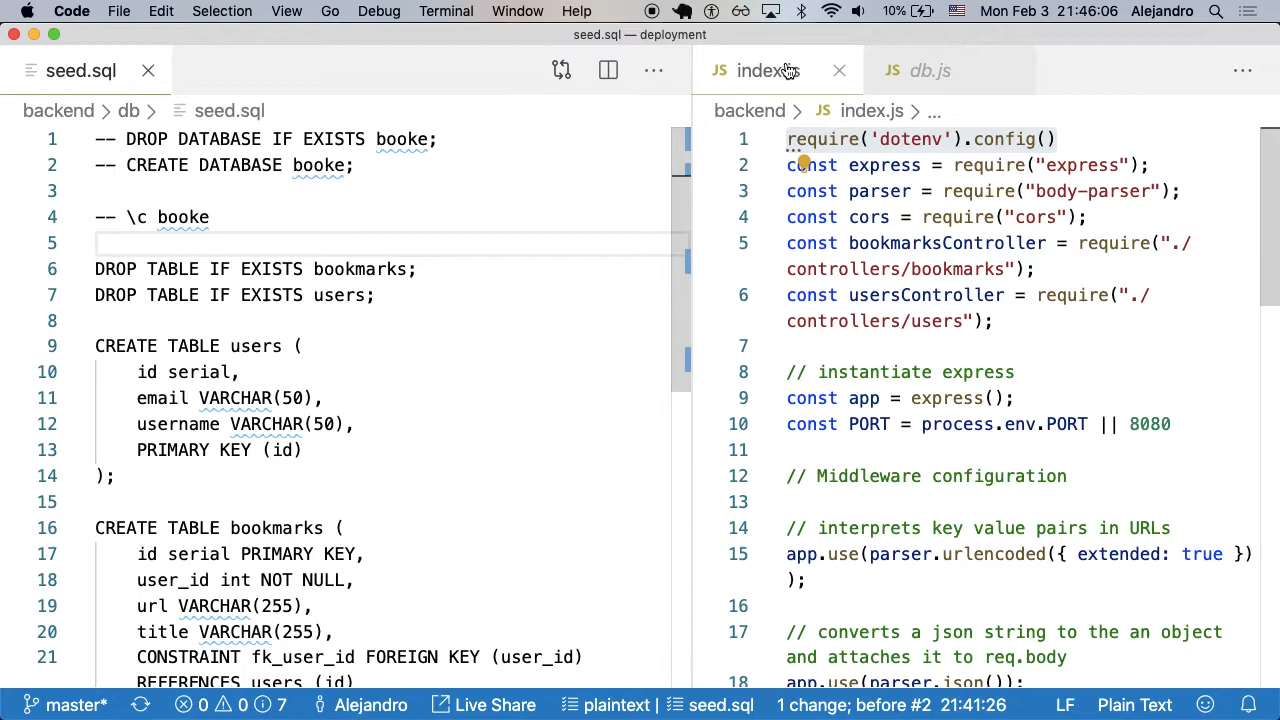 Code File Edit Selection View Go Debug Terminal Window Help 10% Mon Feb 3 21:46:06 Alejandro
seed.sql — deployment
seed.sql
backend > db > seed.sql
1 -- DROP DATABASE IF EXISTS booke;
2 -- CREATE DATABASE booke;
3
4 -- \c booke
5
6 DROP TABLE IF EXISTS bookmarks;
7 DROP TABLE IF EXISTS users;
8
9 CREATE TABLE users (
10 id serial,
11 email VARCHAR(50),
12 username VARCHAR(50),
13 PRIMARY KEY (id)
14 );
15
16 CREATE TABLE bookmarks (
17 id serial PRIMARY KEY,
18 user_id int NOT NULL,
19 url VARCHAR(255),
20 title VARCHAR(255),
21 CONSTRAINT fk_user_id FOREIGN KEY (user_id)
REFERENCES users (id)
JS index.js JS db.js
backend > JS index.js > ...
1 require('dotenv').config()
2 const express = require("express");
3 const parser = require("body-parser");
4 const cors = require("cors");
5 const bookmarksController = require("./
controllers/bookmarks");
6 const usersController = require("./
controllers/users");
7
8 // instantiate express
9 const app = express();
10 const PORT = process.env.PORT || 8080
11
12 // Middleware configuration
13
14 // interprets key value pairs in URLs
15 app.use(parser.urlencoded({ extended: true })
);
16
17 // converts a json string to the an object
and attaches it to req.body
18 app.use(parser.json());
master* 0 0 7 Alejandro Live Share plaintext | seed.sql 1 change; before #2 21:41:26 LF Plain Text